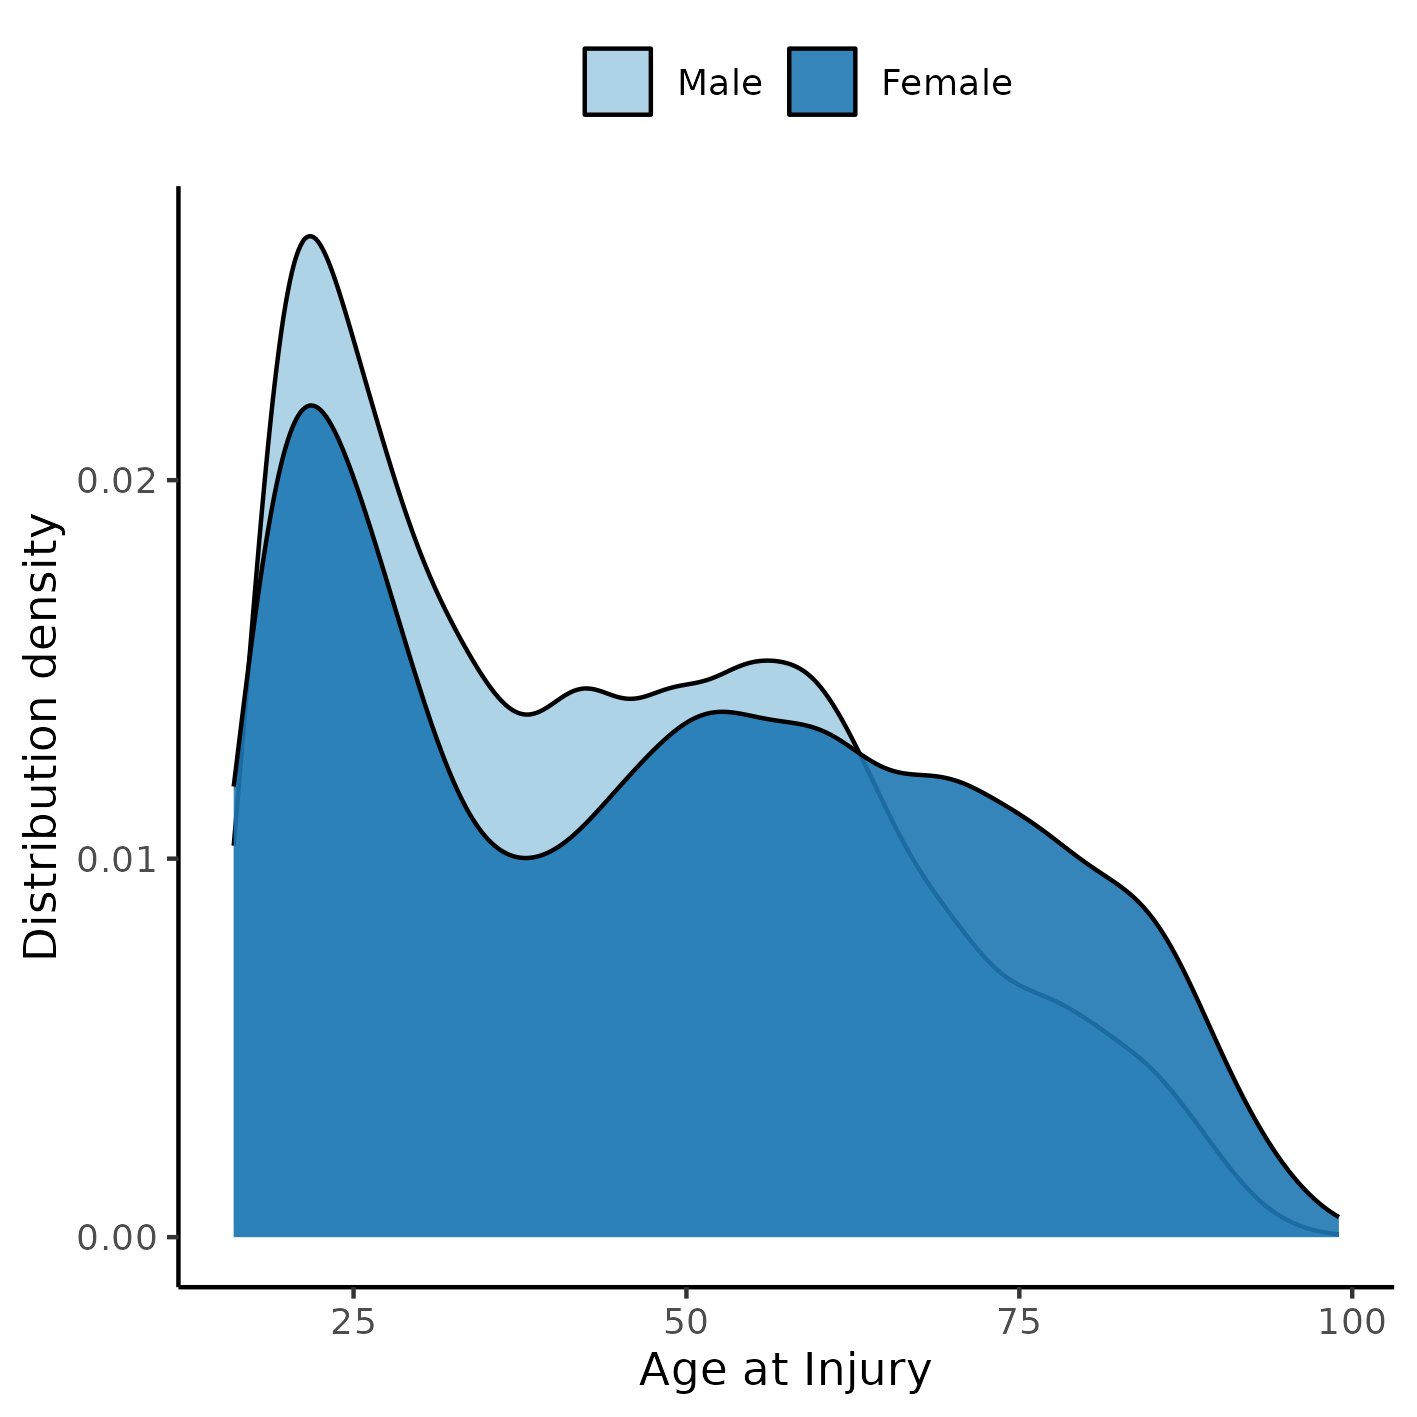 Male Female
Distribution density
0.02
0.01
0.00
25 50 75 100
Age at Injury